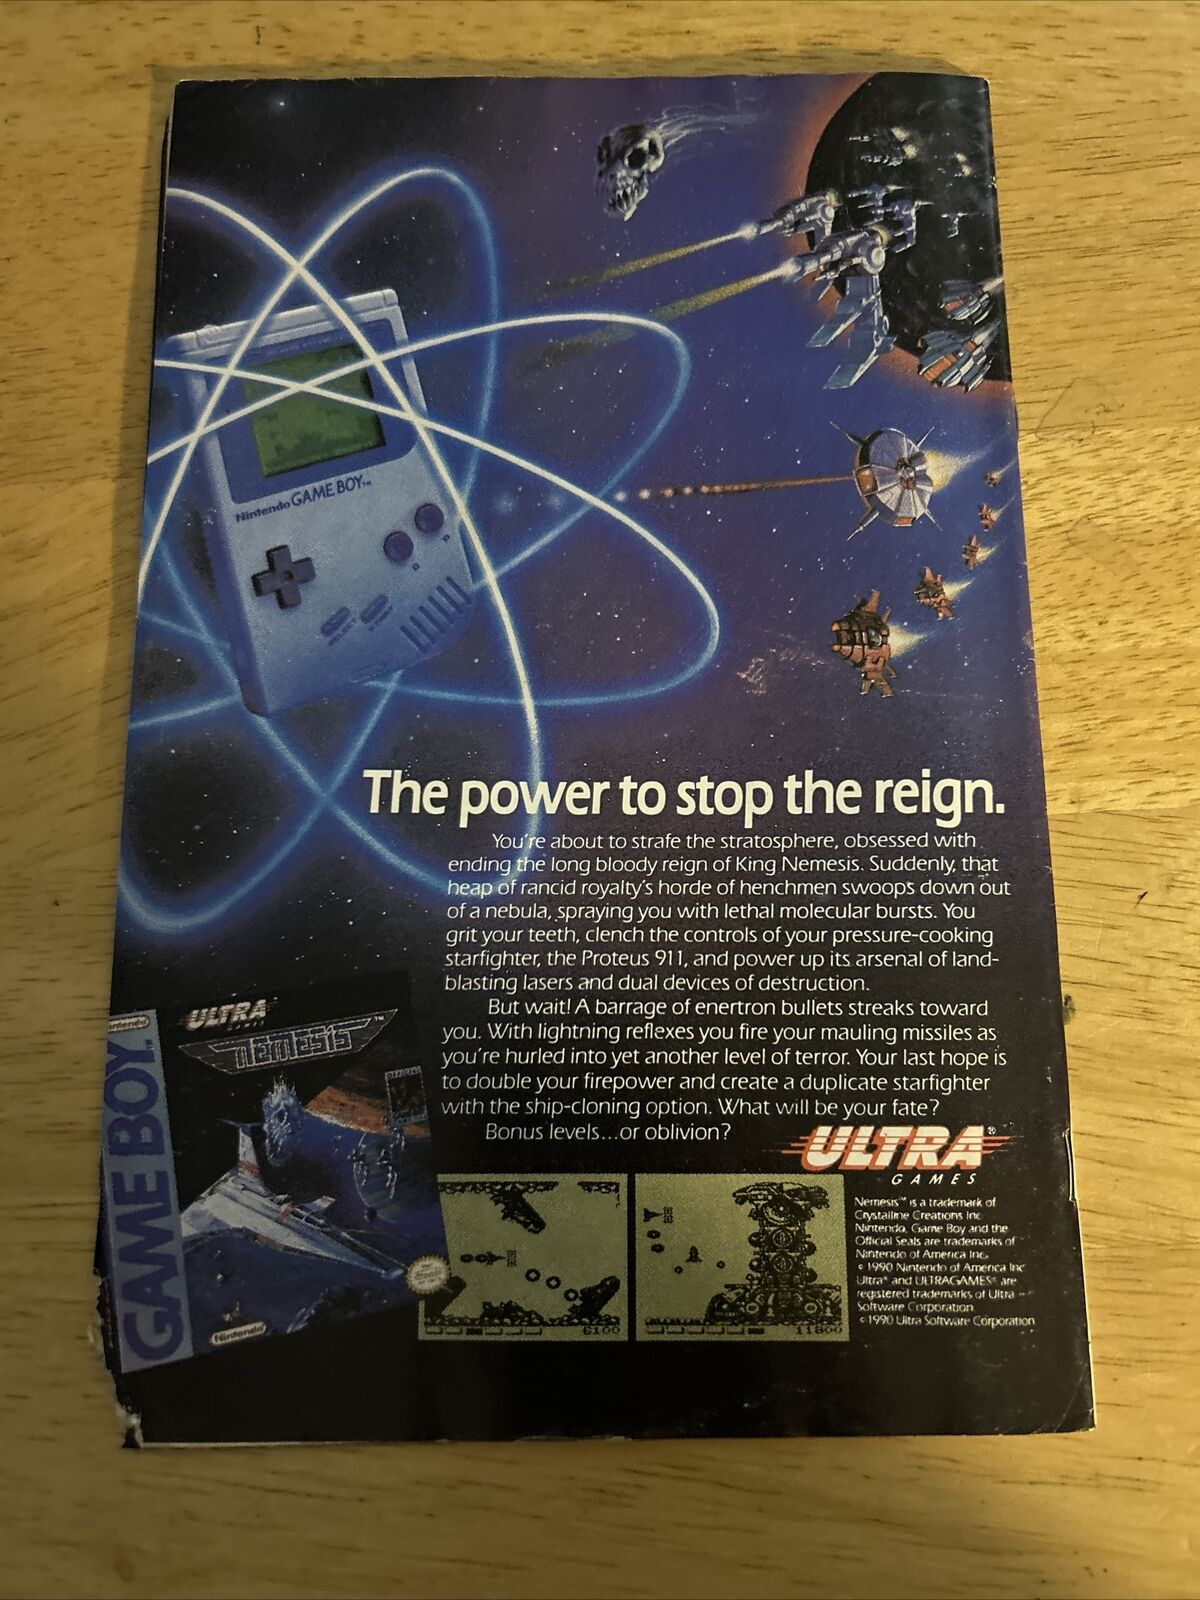 Nintendo GAME BOY™
B
A
SELECT
START
The power to stop the reign.
You're about to strafe the stratosphere, obsessed with
ending the long bloody reign of King Nemesis. Suddenly, that
heap of rancid royalty's horde of henchmen swoops down out
of a nebula, spraying you with lethal molecular bursts. You
grit your teeth, clench the controls of your pressure-cooking
starfighter, the Proteus 911, and power up its arsenal of land-
blasting lasers and dual devices of destruction.
But wait! A barrage of enertron bullets streaks toward
you. With lightning reflexes you fire your mauling missiles as
you're hurled into yet another level of terror. Your last hope is
to double your firepower and create a duplicate starfighter
with the ship-cloning option. What will be your fate?
Bonus levels...or oblivion?
ULTRA®
GAMES
Nintendo
GAME BOY™
ULTRA
GAMES
NEMESIS™
OFFICIAL
Nintendo
6100
11800
Nemesis™ is a trademark of
Crystalline Creations Inc.
Nintendo, Game Boy and the
Official Seals are trademarks of
Nintendo of America Inc.
© 1990 Nintendo of America Inc
Ultra® and ULTRAGAMES® are
registered trademarks of Ultra
Software Corporation
© 1990 Ultra Software Corporation